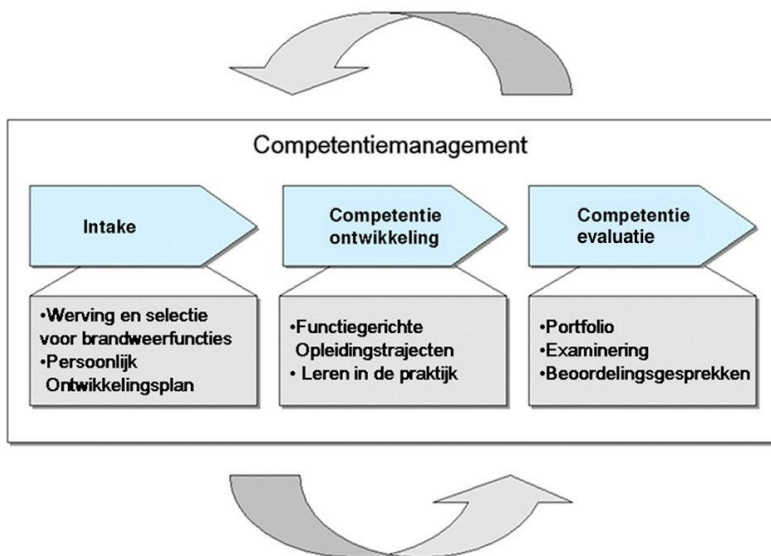 Competentiemanagement
Intake
Competentie
ontwikkeling
Competentie
evaluatie
•Werving en selectie
voor brandweerfuncties
•Persoonlijk
Ontwikkelingsplan
•Functiegerichte
Opleidingstrajecten
• Leren in de praktijk
•Portfolio
•Examinering
•Beoordelingsgesprekken